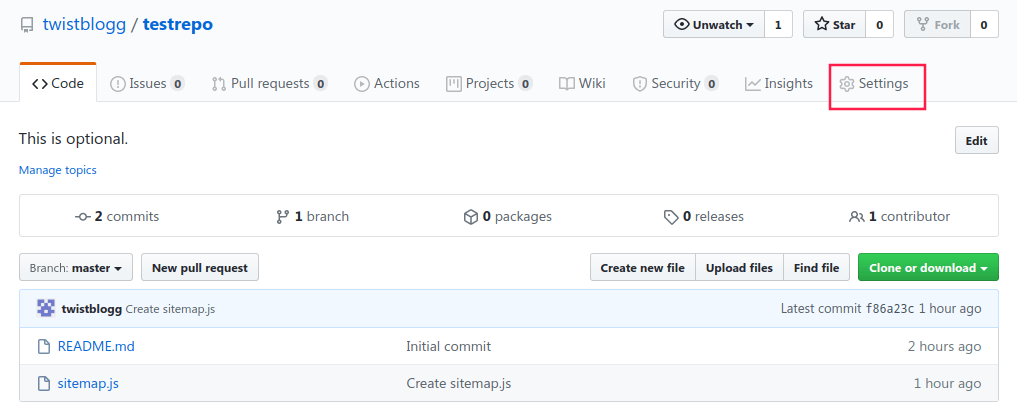 twistblogg / testrepo Unwatch 1 Star 0 Fork 0
Code Issues 0 Pull requests 0 Actions Projects 0 Wiki Security 0 Insights Settings
This is optional. Edit
Manage topics
2 commits 1 branch 0 packages 0 releases 1 contributor
Branch: master New pull request Create new file Upload files Find file Clone or download
twistblogg Create sitemap.js Latest commit f86a23c 1 hour ago
README.md Initial commit 2 hours ago
sitemap.js Create sitemap.js 1 hour ago